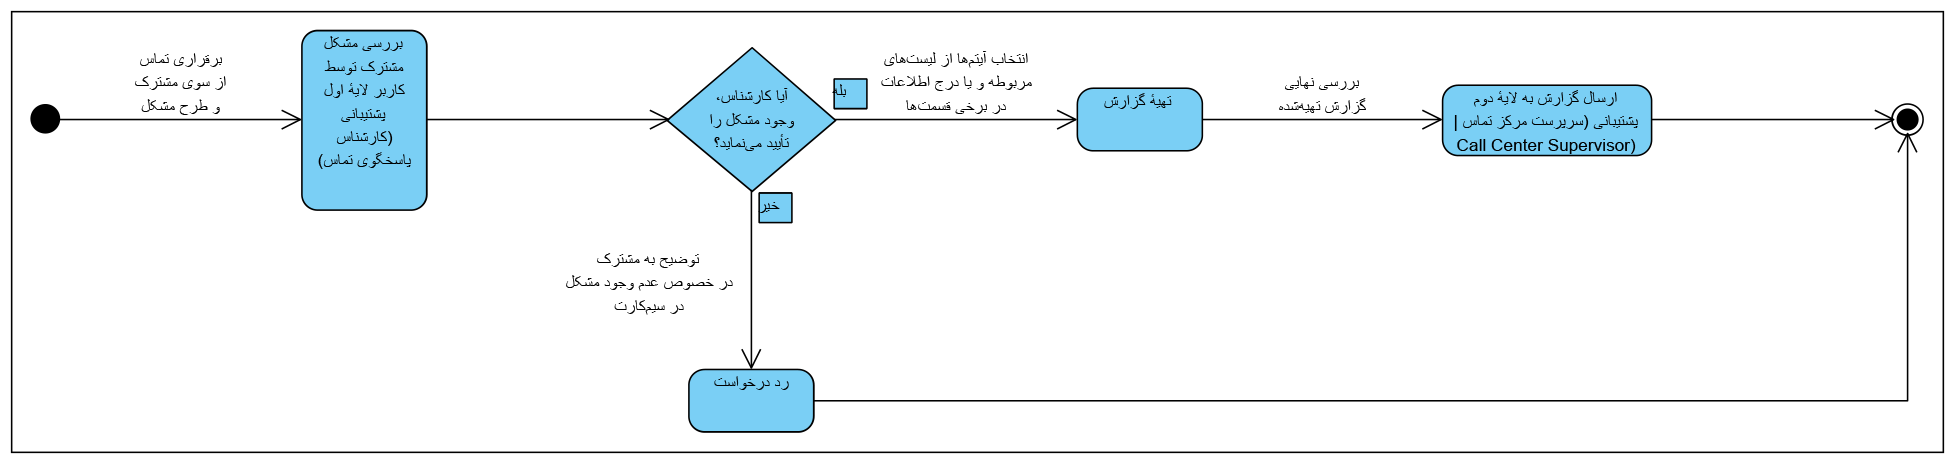 برقراری تماس
از سوی مشترک
و طرح مشکل
بررسی مشکل
مشترک توسط
کاربر لایهٔ اول
پشتیبانی
(کارشناس
پاسخگوی تماس)
آیا کارشناس،
وجود مشکل را
تأیید می‌نماید؟
بله
انتخاب آیتم‌ها از لیست‌های
مربوطه و یا درج اطلاعات
در برخی قسمت‌ها
تهیهٔ گزارش
بررسی نهایی
گزارش تهیه‌شده
ارسال گزارش به لایهٔ دوم
پشتیبانی (سرپرست مرکز تماس |
Call Center Supervisor)
خیر
توضیح به مشترک
در خصوص عدم وجود مشکل
در سیم‌کارت
رد درخواست